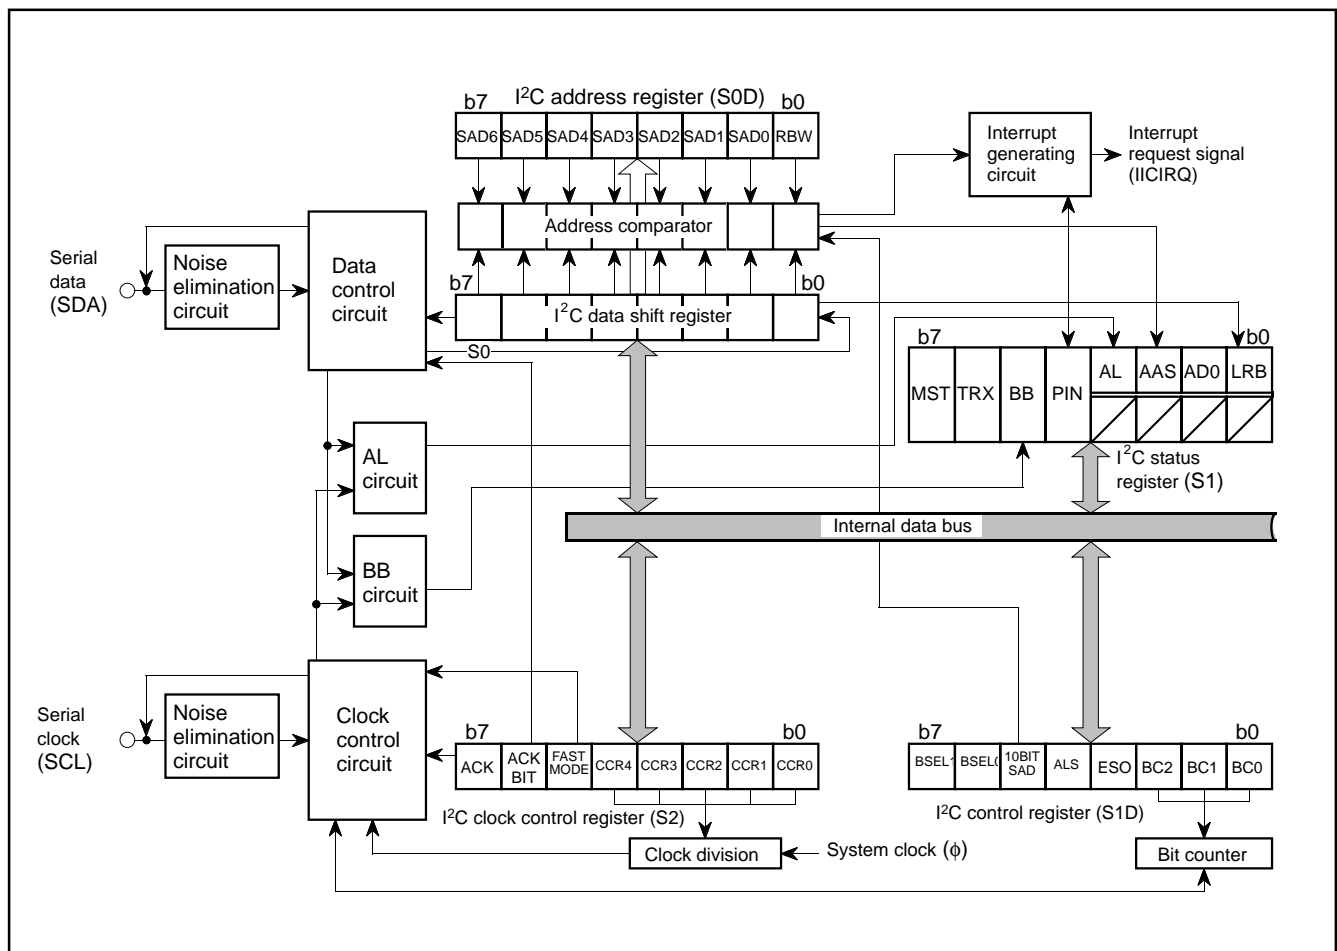 I²C address register (S0D)
b7
b0
SAD6 SAD5 SAD4 SAD3 SAD2 SAD1 SAD0 RBW
Interrupt
generating
circuit
Interrupt
request signal
(IICIRQ)
Address comparator
Serial
data
(SDA)
Noise
elimination
circuit
Data
control
circuit
b7
b0
I²C data shift register
S0
b7
b0
MST TRX BB PIN AL AAS AD0 LRB
I²C status
register (S1)
AL
circuit
Internal data bus
BB
circuit
Serial
clock
(SCL)
Noise
elimination
circuit
Clock
control
circuit
b7
b0
ACK
ACK
BIT
FAST
MODE
CCR4 CCR3 CCR2 CCR1 CCR0
I²C clock control register (S2)
Clock division
System clock (ϕ)
b7
b0
BSEL1 BSEL0
10BIT
SAD
ALS ESO BC2 BC1 BC0
I²C control register (S1D)
Bit counter